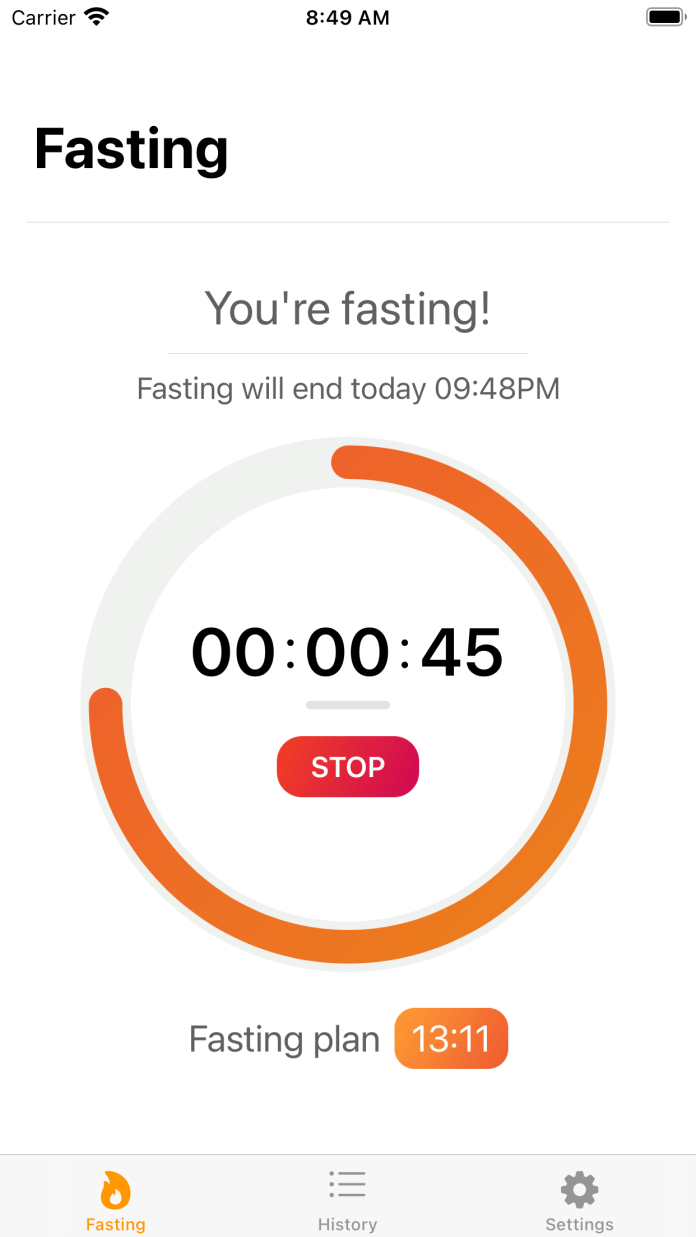 Carrier 8:49 AM
Fasting
You're fasting!
Fasting will end today 09:48PM
00:00:45
STOP
Fasting plan 13:11
Fasting History Settings